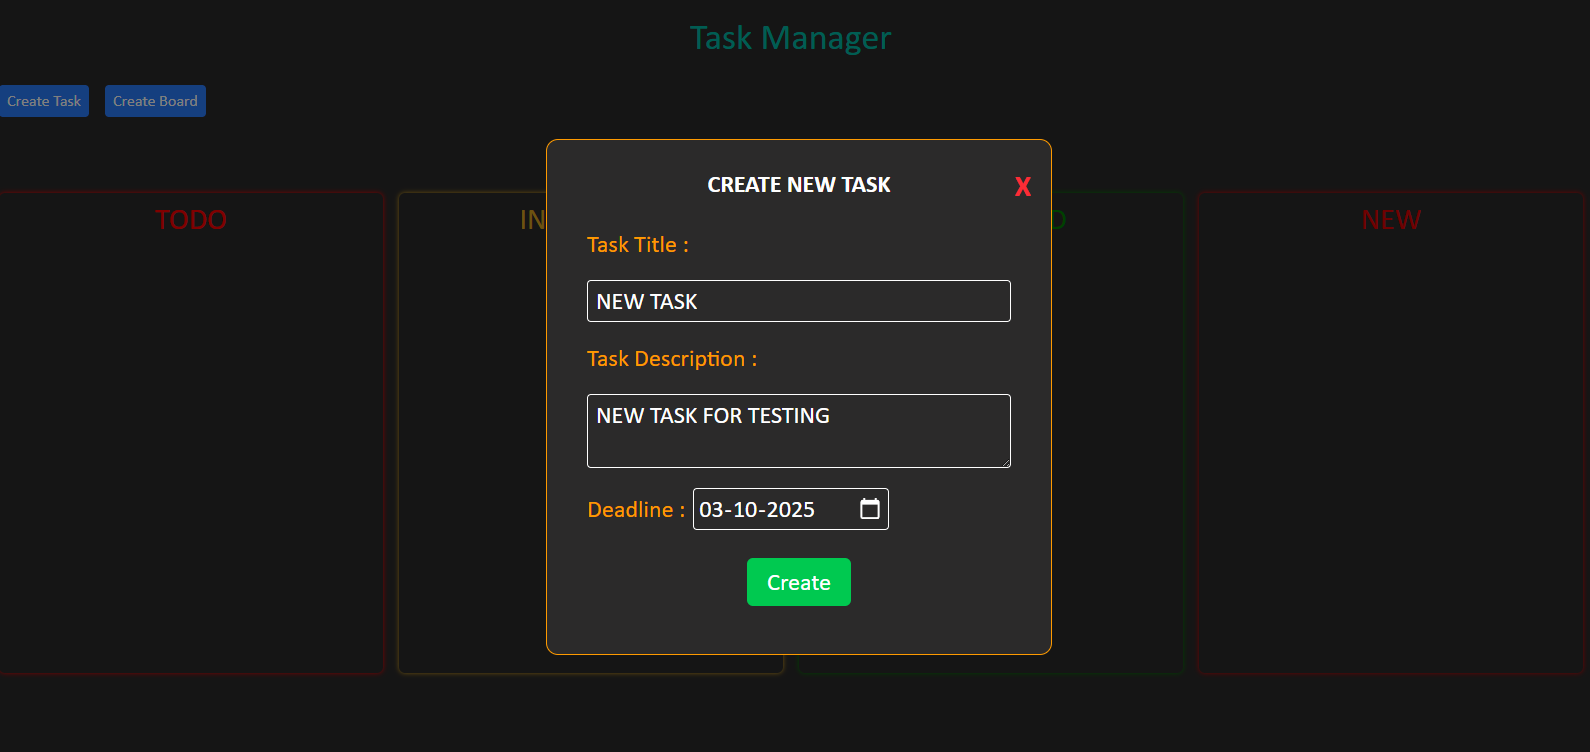 Task Manager
Create Task Create Board
TODO
IN
D
NEW
CREATE NEW TASK
X
Task Title :
NEW TASK
Task Description :
NEW TASK FOR TESTING
Deadline : 03-10-2025
Create